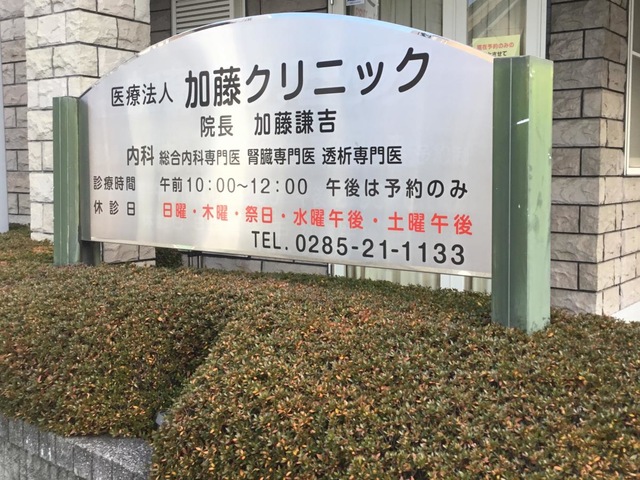 医療法人 加藤クリニック
院長 加藤謙吉
内科 総合内科専門医 腎臓専門医 透析専門医
診療時間 午前10:00～12:00 午後は予約のみ
休診日 日曜・木曜・祭日・水曜午後・土曜午後
TEL. 0285-21-1133